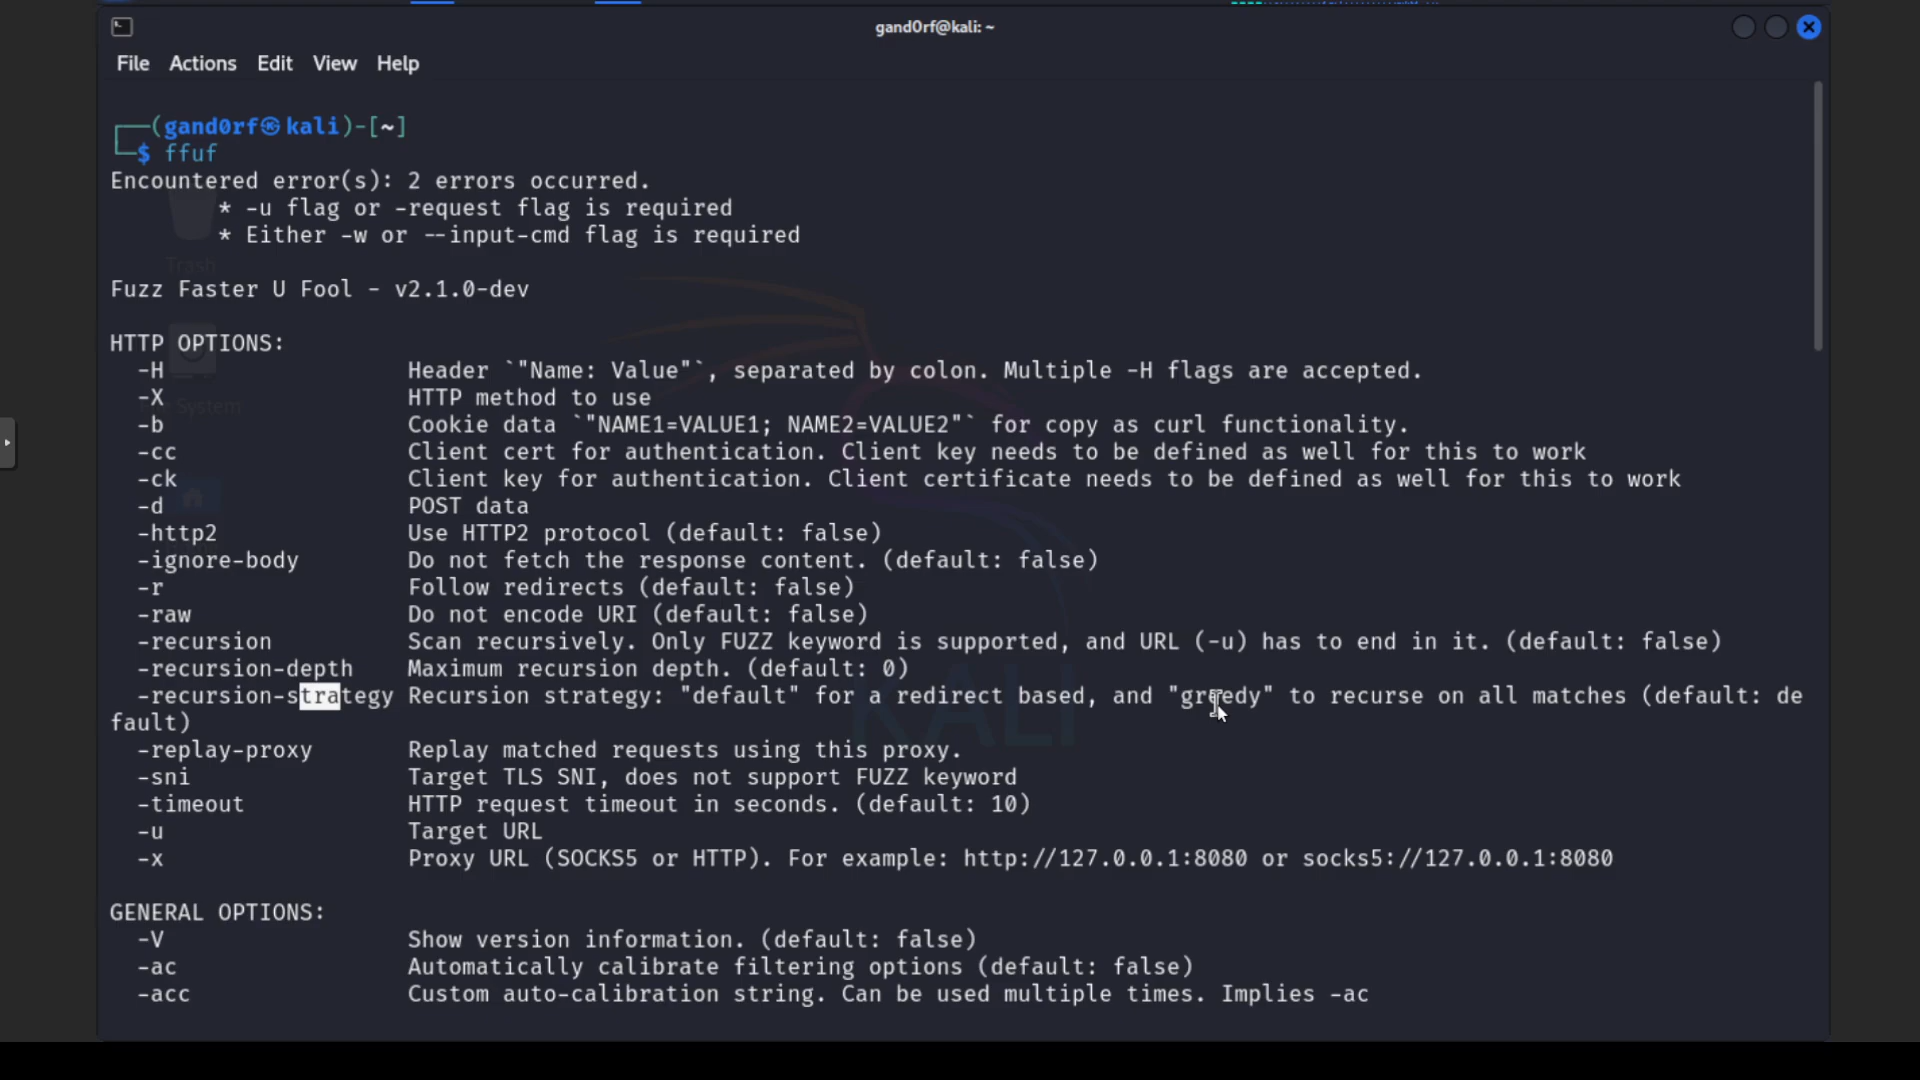 gand0rf@kali: ~
File Actions Edit View Help
┌──(gand0rf㉿kali)-[~]
└─$ ffuf
Encountered error(s): 2 errors occurred.
* -u flag or -request flag is required
* Either -w or --input-cmd flag is required
Trash
Fuzz Faster U Fool - v2.1.0-dev
HTTP OPTIONS:
-H Header `"Name: Value"`, separated by colon. Multiple -H flags are accepted.
-X HTTP method to use
System
-b Cookie data `"NAME1=VALUE1; NAME2=VALUE2"` for copy as curl functionality.
-cc Client cert for authentication. Client key needs to be defined as well for this to work
-ck Client key for authentication. Client certificate needs to be defined as well for this to work
-d POST data
-http2 Use HTTP2 protocol (default: false)
-ignore-body Do not fetch the response content. (default: false)
-r Follow redirects (default: false)
-raw Do not encode URI (default: false)
-recursion Scan recursively. Only FUZZ keyword is supported, and URL (-u) has to end in it. (default: false)
-recursion-depth Maximum recursion depth. (default: 0)
-recursion-strategy Recursion strategy: "default" for a redirect based, and "greedy" to recurse on all matches (default: de
fault)
KALI
-replay-proxy Replay matched requests using this proxy.
-sni Target TLS SNI, does not support FUZZ keyword
-timeout HTTP request timeout in seconds. (default: 10)
-u Target URL
-x Proxy URL (SOCKS5 or HTTP). For example: http://127.0.0.1:8080 or socks5://127.0.0.1:8080
GENERAL OPTIONS:
-V Show version information. (default: false)
-ac Automatically calibrate filtering options (default: false)
-acc Custom auto-calibration string. Can be used multiple times. Implies -ac